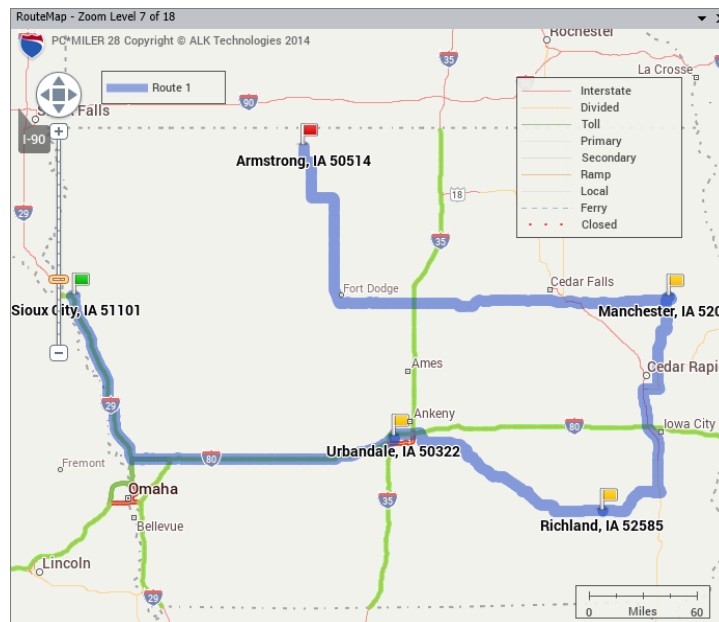 RouteMap - Zoom Level 7 of 18
PC*MILER 28 Copyright © ALK Technologies 2014
Rochester
La Crosse
Route 1
35
90
Falls
I-90
Interstate
Divided
Toll
Primary
Secondary
Ramp
Local
Ferry
Closed
Armstrong, IA 50514
18
29
35
Fort Dodge
Cedar Falls
Sioux City, IA 51101
Manchester, IA 520
Ames
Cedar Rapi
29
Ankeny
80
Iowa City
Urbandale, IA 50322
80
Fremont
Omaha
35
Bellevue
Richland, IA 52585
Lincoln
29
0 Miles 60